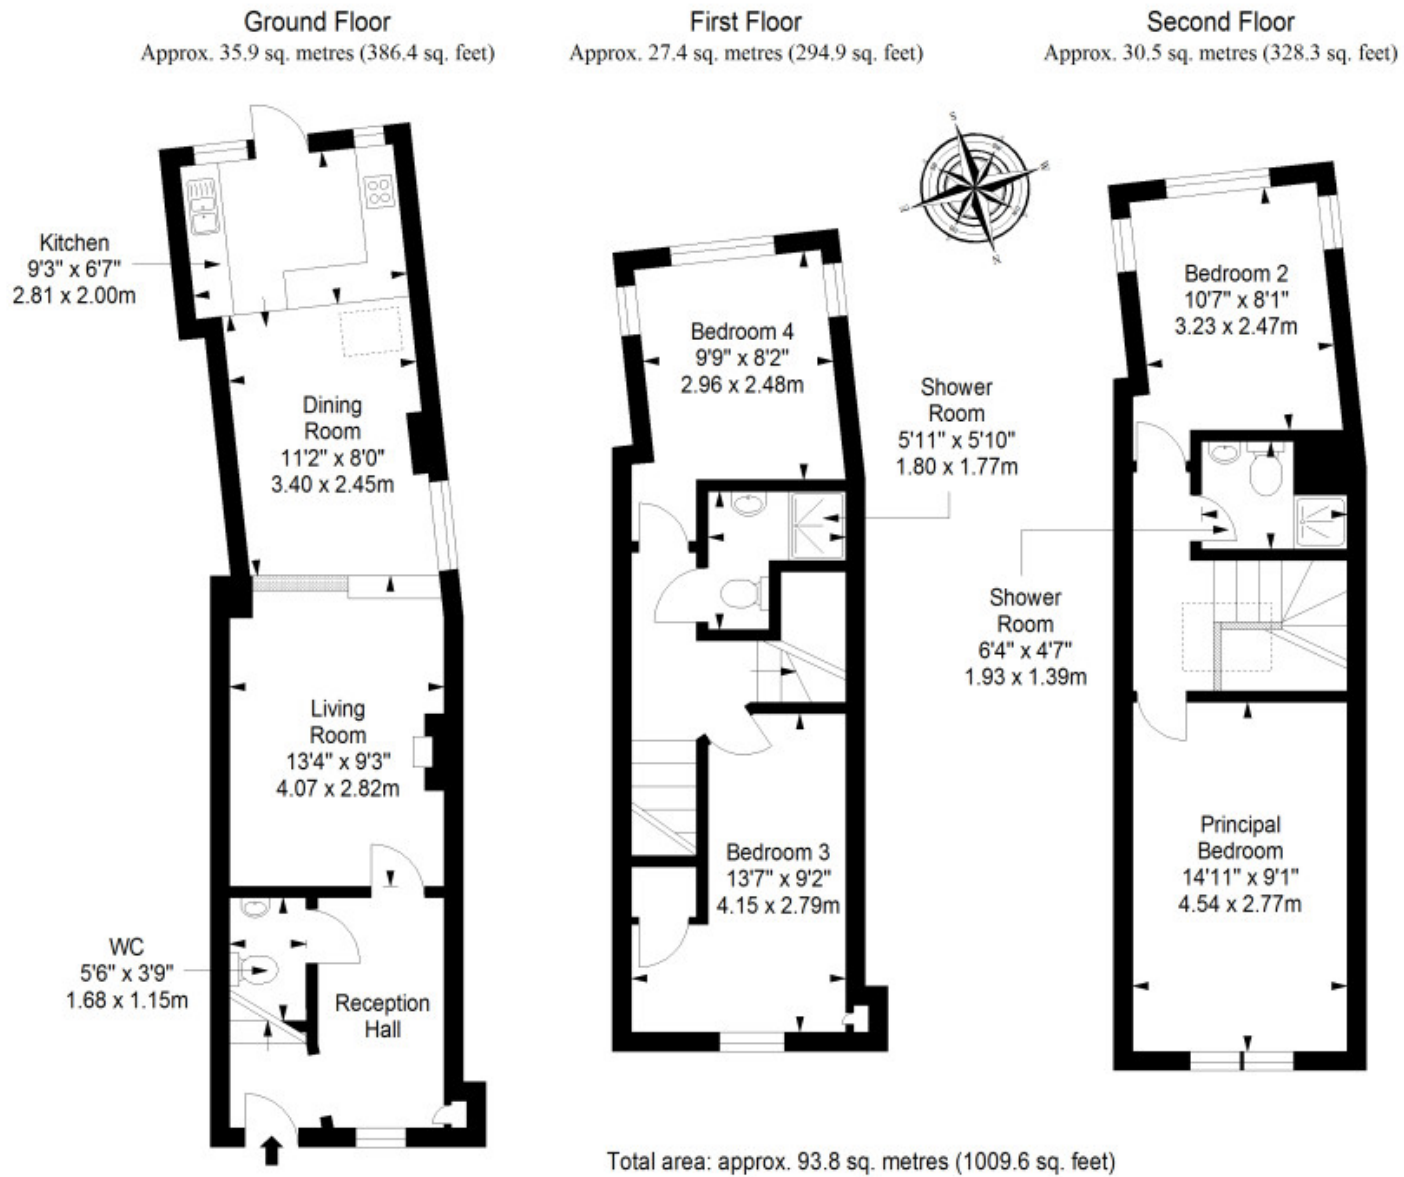 Ground Floor
Approx. 35.9 sq. metres (386.4 sq. feet)
First Floor
Approx. 27.4 sq. metres (294.9 sq. feet)
Second Floor
Approx. 30.5 sq. metres (328.3 sq. feet)
S
N
Kitchen
9'3" x 6'7"
2.81 x 2.00m
Dining
Room
11'2" x 8'0"
3.40 x 2.45m
Living
Room
13'4" x 9'3"
4.07 x 2.82m
WC
5'6" x 3'9"
1.68 x 1.15m
Reception
Hall
Bedroom 4
9'9" x 8'2"
2.96 x 2.48m
Shower
Room
5'11" x 5'10"
1.80 x 1.77m
Bedroom 3
13'7" x 9'2"
4.15 x 2.79m
Bedroom 2
10'7" x 8'1"
3.23 x 2.47m
Shower
Room
6'4" x 4'7"
1.93 x 1.39m
Principal
Bedroom
14'11" x 9'1"
4.54 x 2.77m
Total area: approx. 93.8 sq. metres (1009.6 sq. feet)